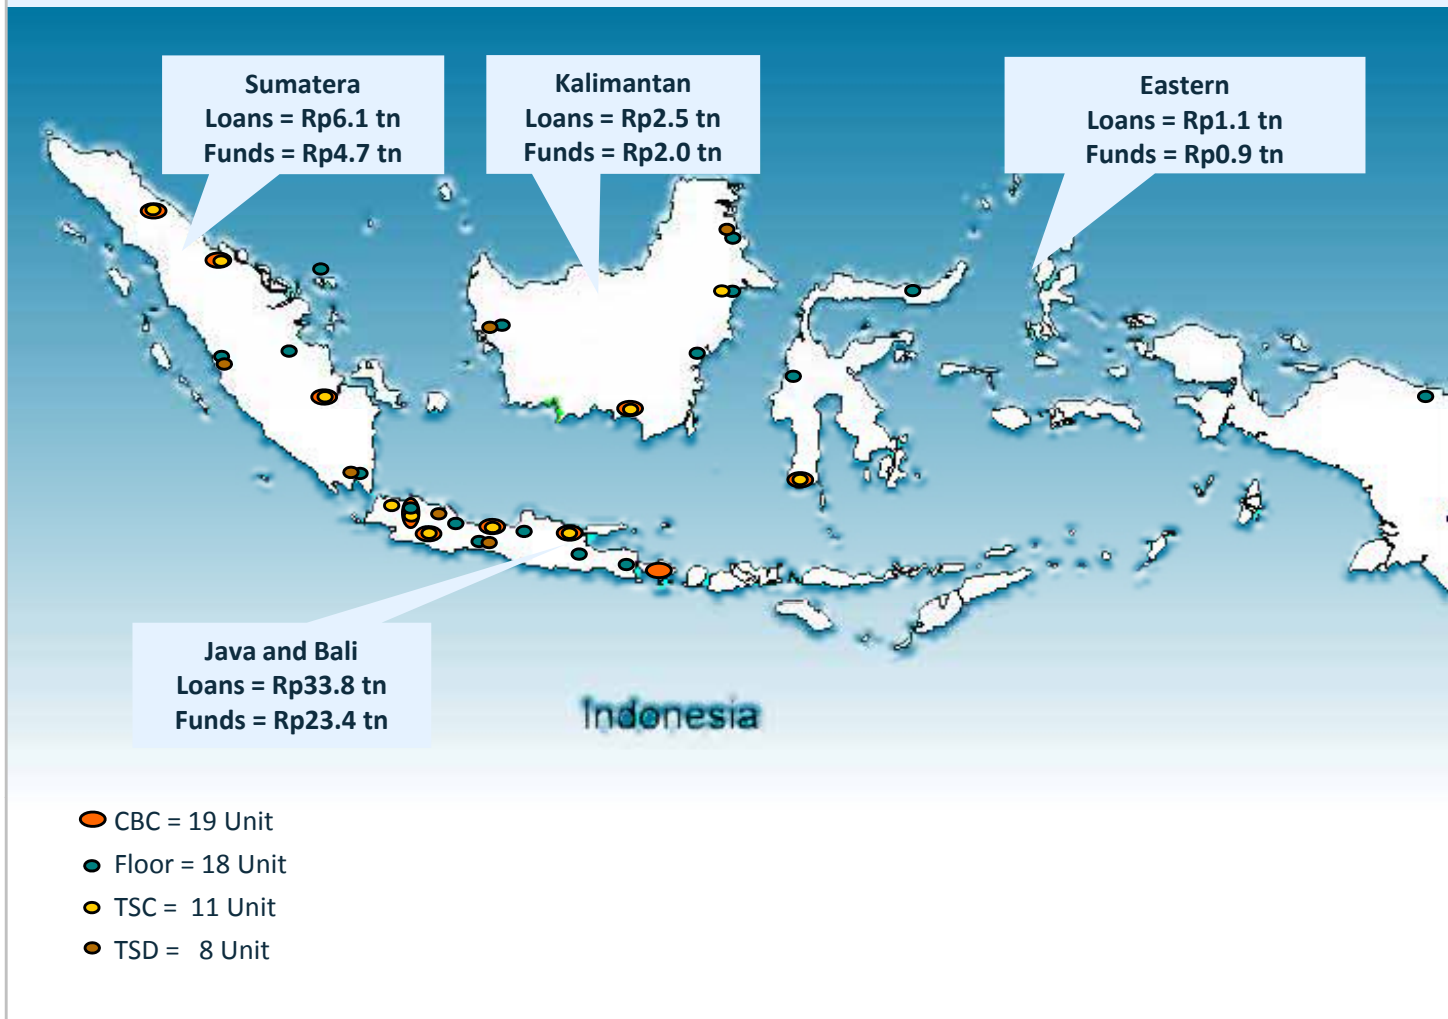 Sumatera
Loans = Rp6.1 tn
Funds = Rp4.7 tn
Kalimantan
Loans = Rp2.5 tn
Funds = Rp2.0 tn
Eastern
Loans = Rp1.1 tn
Funds = Rp0.9 tn
Java and Bali
Loans = Rp33.8 tn
Funds = Rp23.4 tn
Indonesia
CBC = 19 Unit
Floor = 18 Unit
TSC = 11 Unit
TSD = 8 Unit